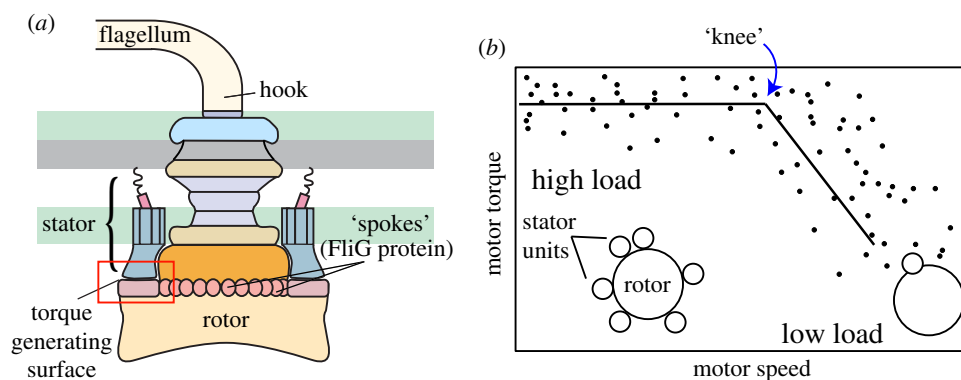 (a)
flagellum
hook
stator
'spokes'
(FliG protein)
torque
generating
surface
rotor
(b)
'knee'
motor torque
high load
stator
units
rotor
low load
motor speed